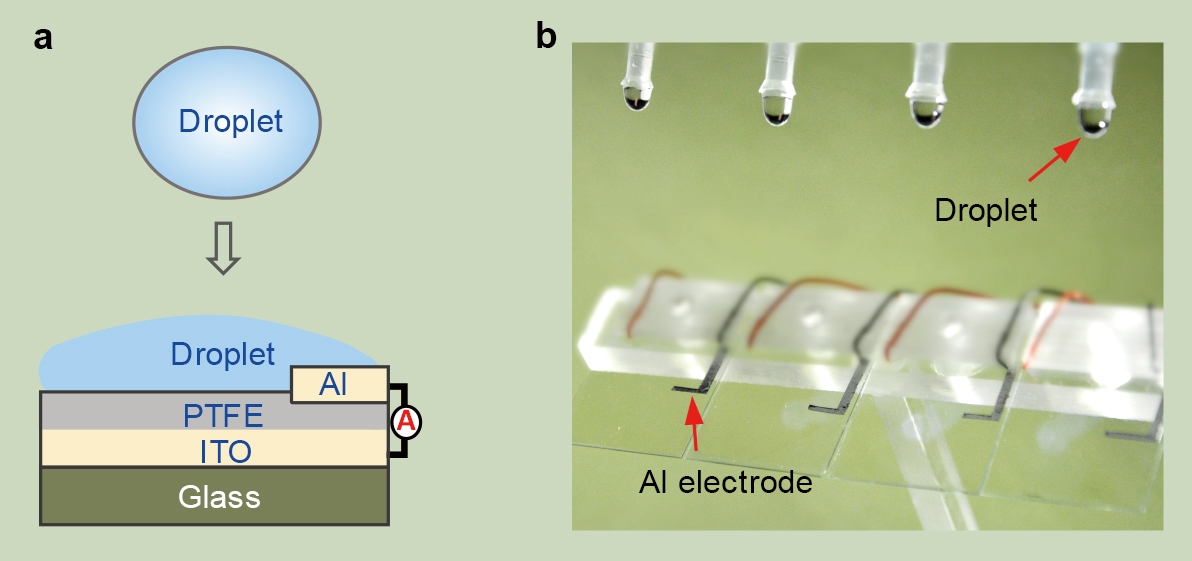 a
Droplet
Droplet
Al
PTFE
A
ITO
Glass
b
Droplet
Al electrode